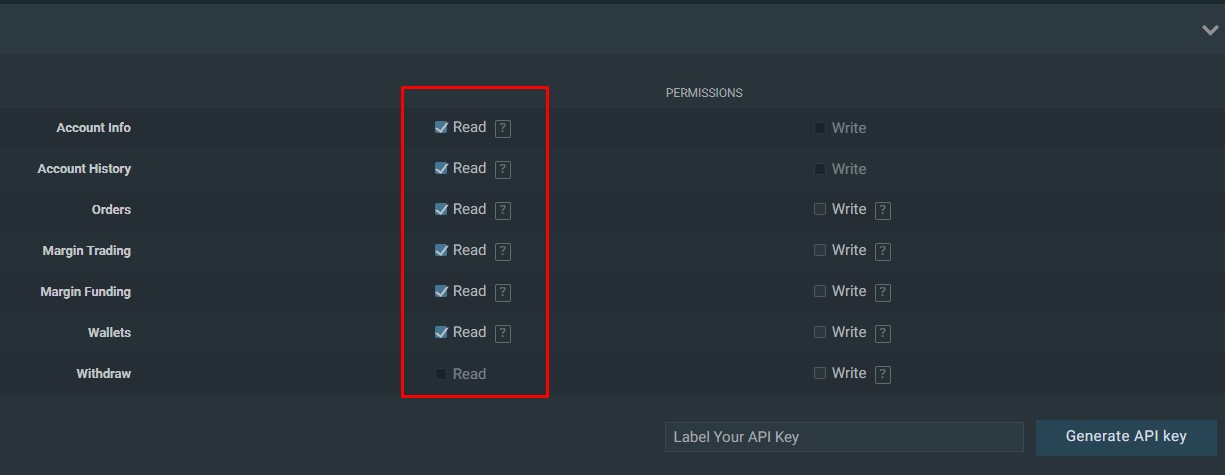 PERMISSIONS
Account Info Read ? Write
Account History Read ? Write
Orders Read ? Write ?
Margin Trading Read ? Write ?
Margin Funding Read ? Write ?
Wallets Read ? Write ?
Withdraw Read Write ?
Label Your API Key Generate API key